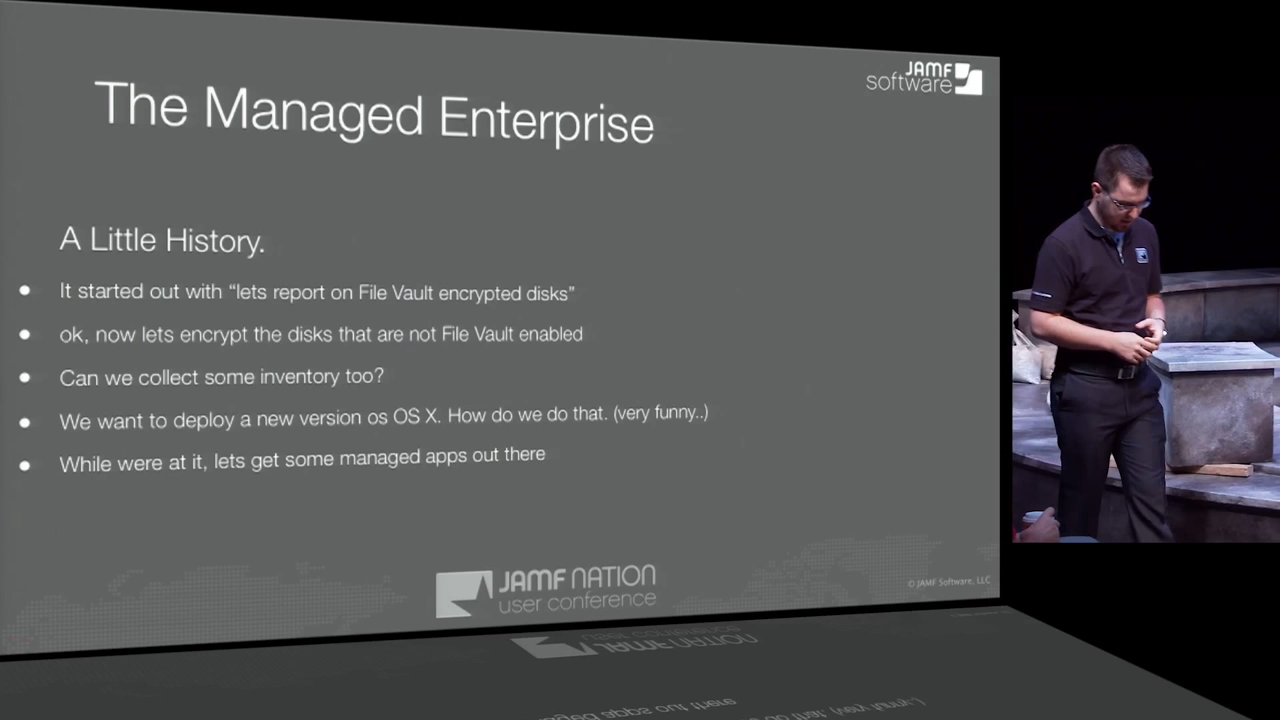 JAMF
software
The Managed Enterprise
A Little History.
It started out with “lets report on File Vault encrypted disks”
ok, now lets encrypt the disks that are not File Vault enabled
Can we collect some inventory too?
We want to deploy a new version os OS X. How do we do that. (very funny..)
While were at it, lets get some managed apps out there
JAMF NATION
user conference
© JAMF Software, LLC